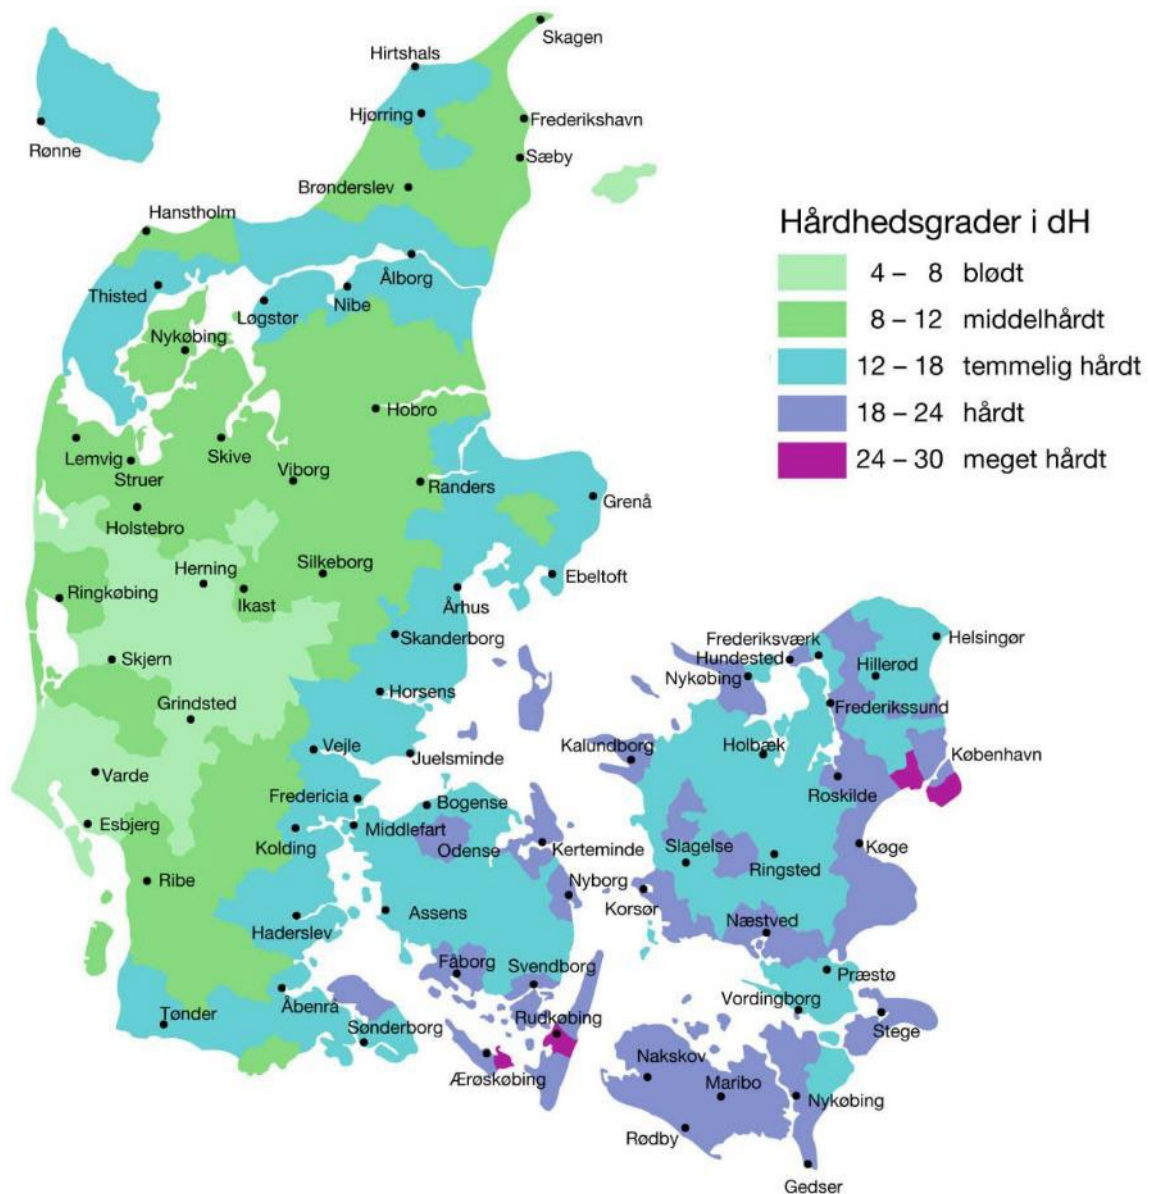 Skagen
Hirtshals
Hjørring
Frederikshavn
Rønne
Sæby
Brønderslev
Hanstholm
Hårdhedsgrader i dH
4 – 8 blødt
8 – 12 middelhårdt
12 – 18 temmelig hårdt
18 – 24 hårdt
24 – 30 meget hårdt
Ålborg
Thisted
Nibe
Løgstør
Nykøbing
Hobro
Lemvig
Skive
Struer
Viborg
Randers
Grenå
Holstebro
Silkeborg
Herning
Ebeltoft
Ringkøbing
Ikast
Århus
Skanderborg
Frederiksværk
Helsingør
Skjern
Hundested
Hillerød
Nykøbing
Horsens
Grindsted
Frederikssund
Vejle
Kalundborg
Holbæk
København
Juelsminde
Varde
Roskilde
Fredericia
Bogense
Esbjerg
Middlefart
Kolding
Odense
Kerteminde
Slagelse
Køge
Ringsted
Ribe
Nyborg
Korsør
Assens
Næstved
Haderslev
Fåborg
Svendborg
Præstø
Vordingborg
Åbenrå
Tønder
Rudkøbing
Sønderborg
Stege
Nakskov
Ærøskøbing
Maribo
Nykøbing
Rødby
Gedser